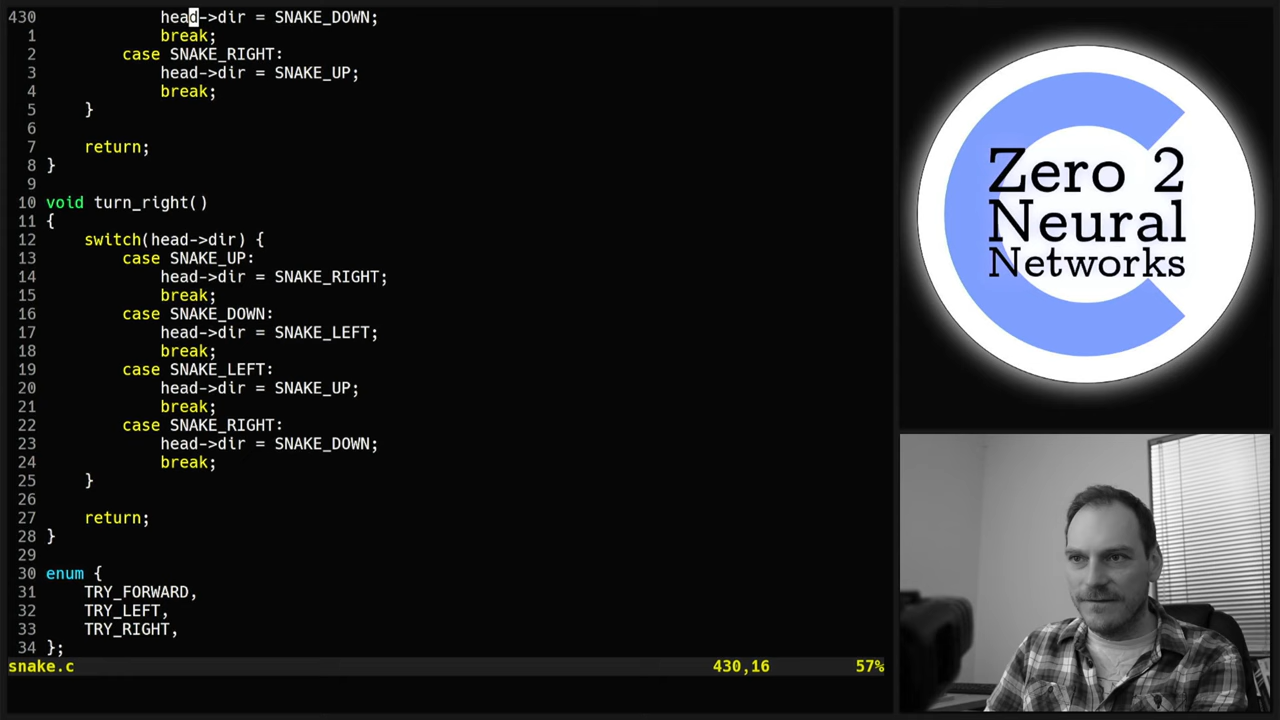 430             head->dir = SNAKE_DOWN;
  1             break;
  2         case SNAKE_RIGHT:
  3             head->dir = SNAKE_UP;
  4             break;
  5     }
  6
  7     return;
  8 }
  9
 10 void turn_right()
 11 {
 12     switch(head->dir) {
 13         case SNAKE_UP:
 14             head->dir = SNAKE_RIGHT;
 15             break;
 16         case SNAKE_DOWN:
 17             head->dir = SNAKE_LEFT;
 18             break;
 19         case SNAKE_LEFT:
 20             head->dir = SNAKE_UP;
 21             break;
 22         case SNAKE_RIGHT:
 23             head->dir = SNAKE_DOWN;
 24             break;
 25     }
 26
 27     return;
 28 }
 29
 30 enum {
 31     TRY_FORWARD,
 32     TRY_LEFT,
 33     TRY_RIGHT,
 34 };
snake.c 430,16 57%
Zero 2
Neural
Networks